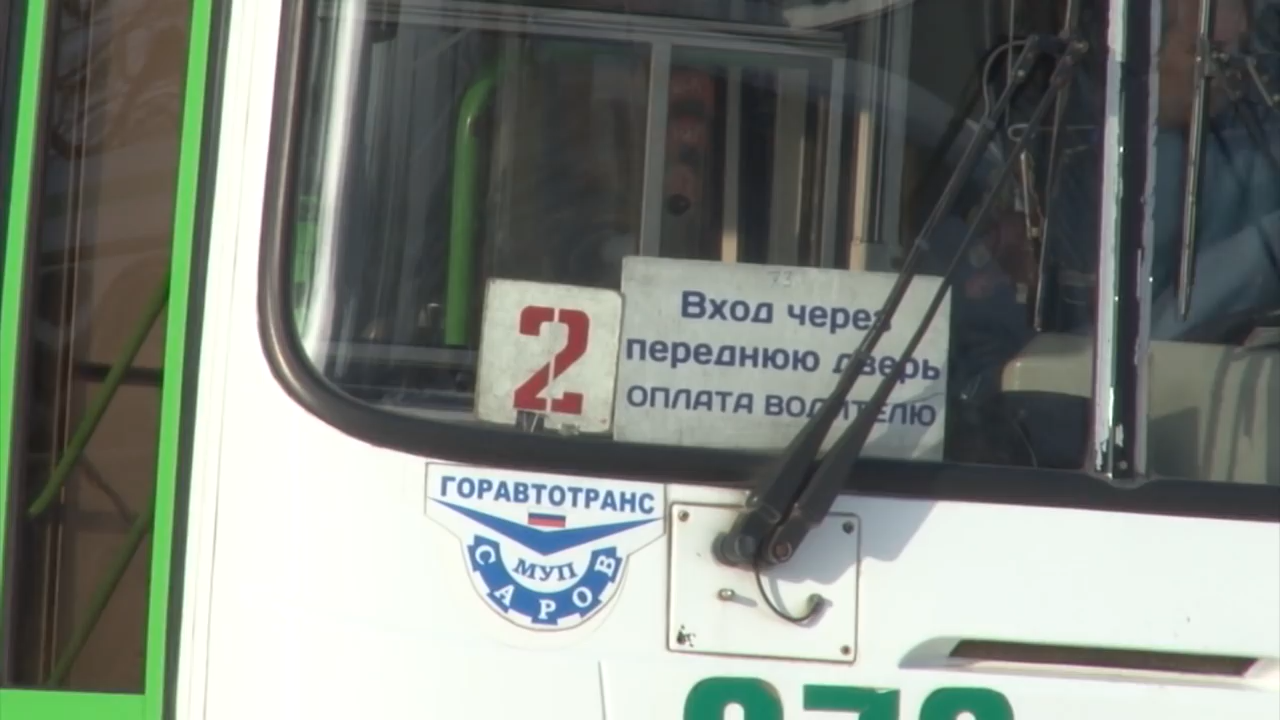 2
Вход через
переднюю дверь
ОПЛАТА ВОДИТЕЛЮ
ГОРАВТОТРАНС
МУП
САРОВ